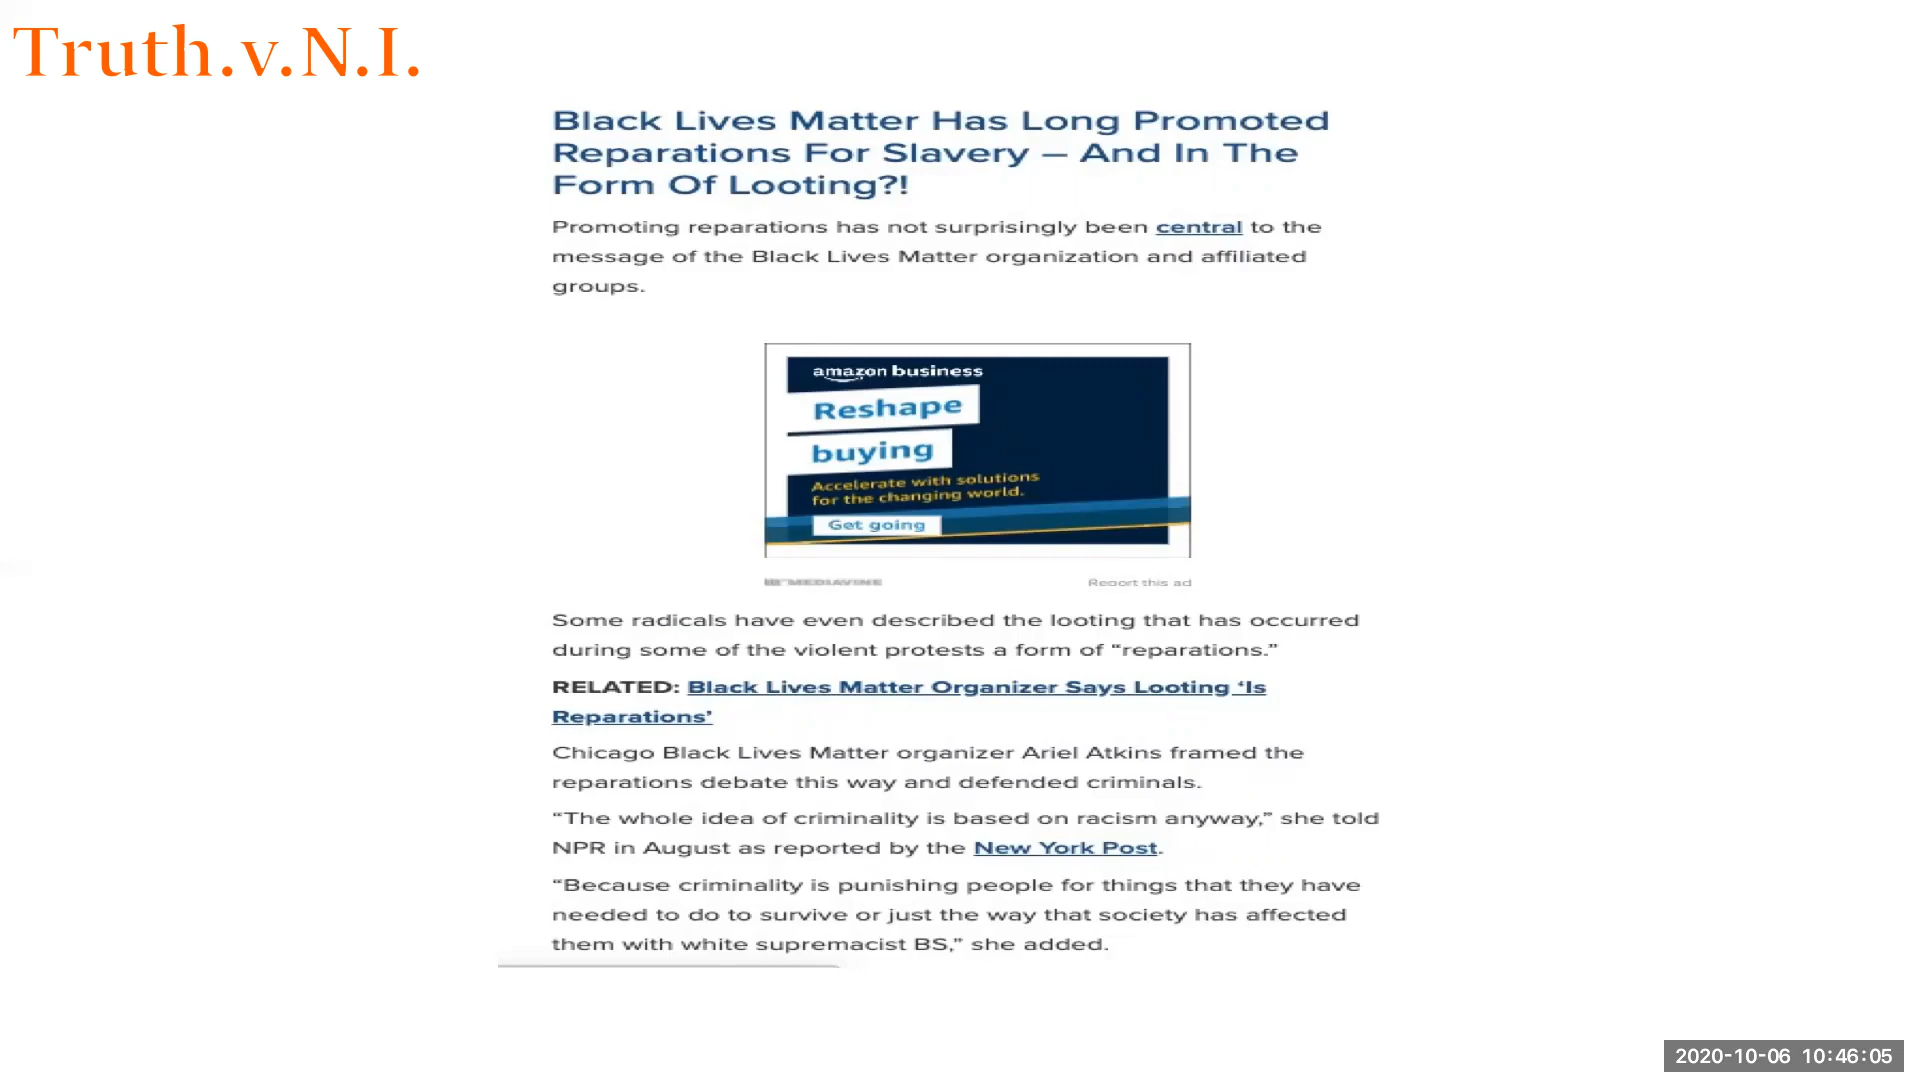 Truth.v.N.I.
Black Lives Matter Has Long Promoted
Reparations For Slavery — And In The
Form Of Looting?!
Promoting reparations has not surprisingly been central to the
message of the Black Lives Matter organization and affiliated
groups.
amazon business
Reshape
buying
Accelerate with solutions
for the changing world.
Get going
MEDIAVINE
Report this ad
Some radicals have even described the looting that has occurred
during some of the violent protests a form of “reparations.”
RELATED: Black Lives Matter Organizer Says Looting ‘Is
Reparations’
Chicago Black Lives Matter organizer Ariel Atkins framed the
reparations debate this way and defended criminals.
“The whole idea of criminality is based on racism anyway,” she told
NPR in August as reported by the New York Post.
“Because criminality is punishing people for things that they have
needed to do to survive or just the way that society has affected
them with white supremacist BS,” she added.
2020-10-06 10:46:05